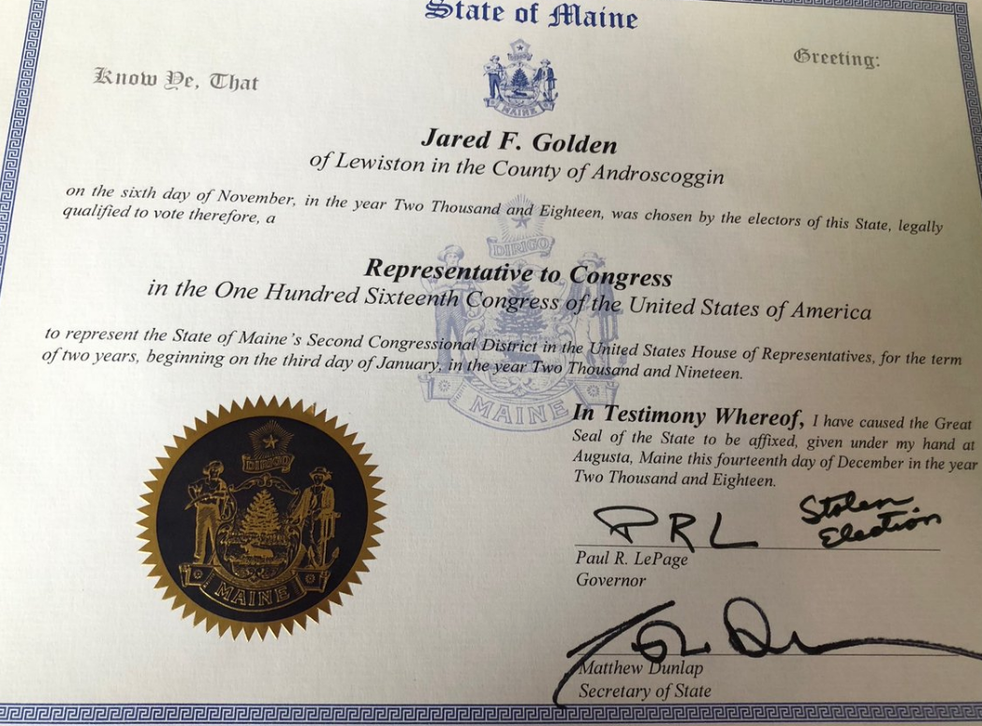 State of Maine
MAINE
Know Ye, That
Greeting:
Jared F. Golden
of Lewiston in the County of Androscoggin
on the sixth day of November, in the year Two Thousand and Eighteen, was chosen by the electors of this State, legally
qualified to vote therefore, a
DIRIGO
Representative to Congress
in the One Hundred Sixteenth Congress of the United States of America
to represent the State of Maine's Second Congressional District in the United States House of Representatives, for the term
of two years, beginning on the third day of January, in the year Two Thousand and Nineteen.
MAINE
In Testimony Whereof, I have caused the Great
Seal of the State to be affixed, given under my hand at
Augusta, Maine this fourteenth day of December in the year
Two Thousand and Eighteen.
DIRIGO
MAINE
PRL
Stolen
Election
Paul R. LePage
Governor
Matthew Dunlap
Secretary of State